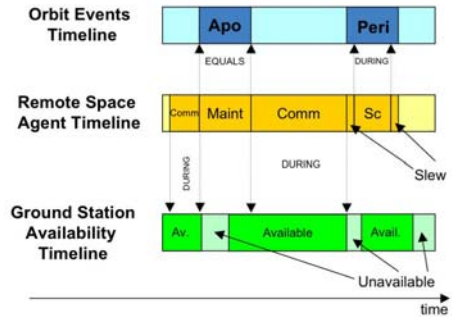 Orbit Events
Timeline
Apo
Peri
EQUALS
DURING
Remote Space
Agent Timeline
Comm
Maint
Comm
Sc
DURING
DURING
Slew
Ground Station
Availability
Timeline
Av.
Available
Avail.
Unavailable
time